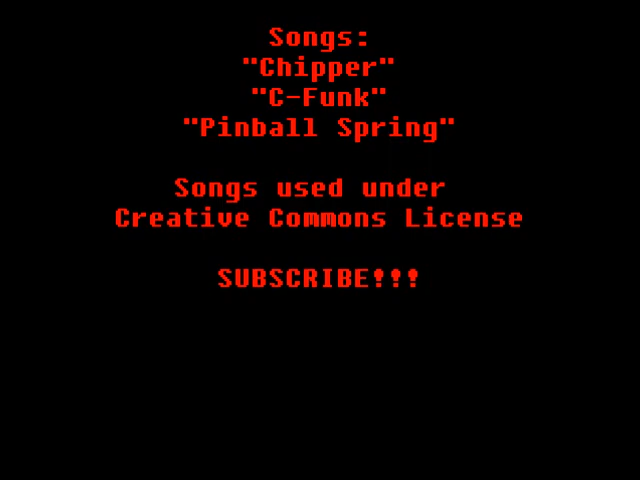 Songs:
"Chipper"
"C-Funk"
"Pinball Spring"
Songs used under
Creative Commons License
SUBSCRIBE!!!